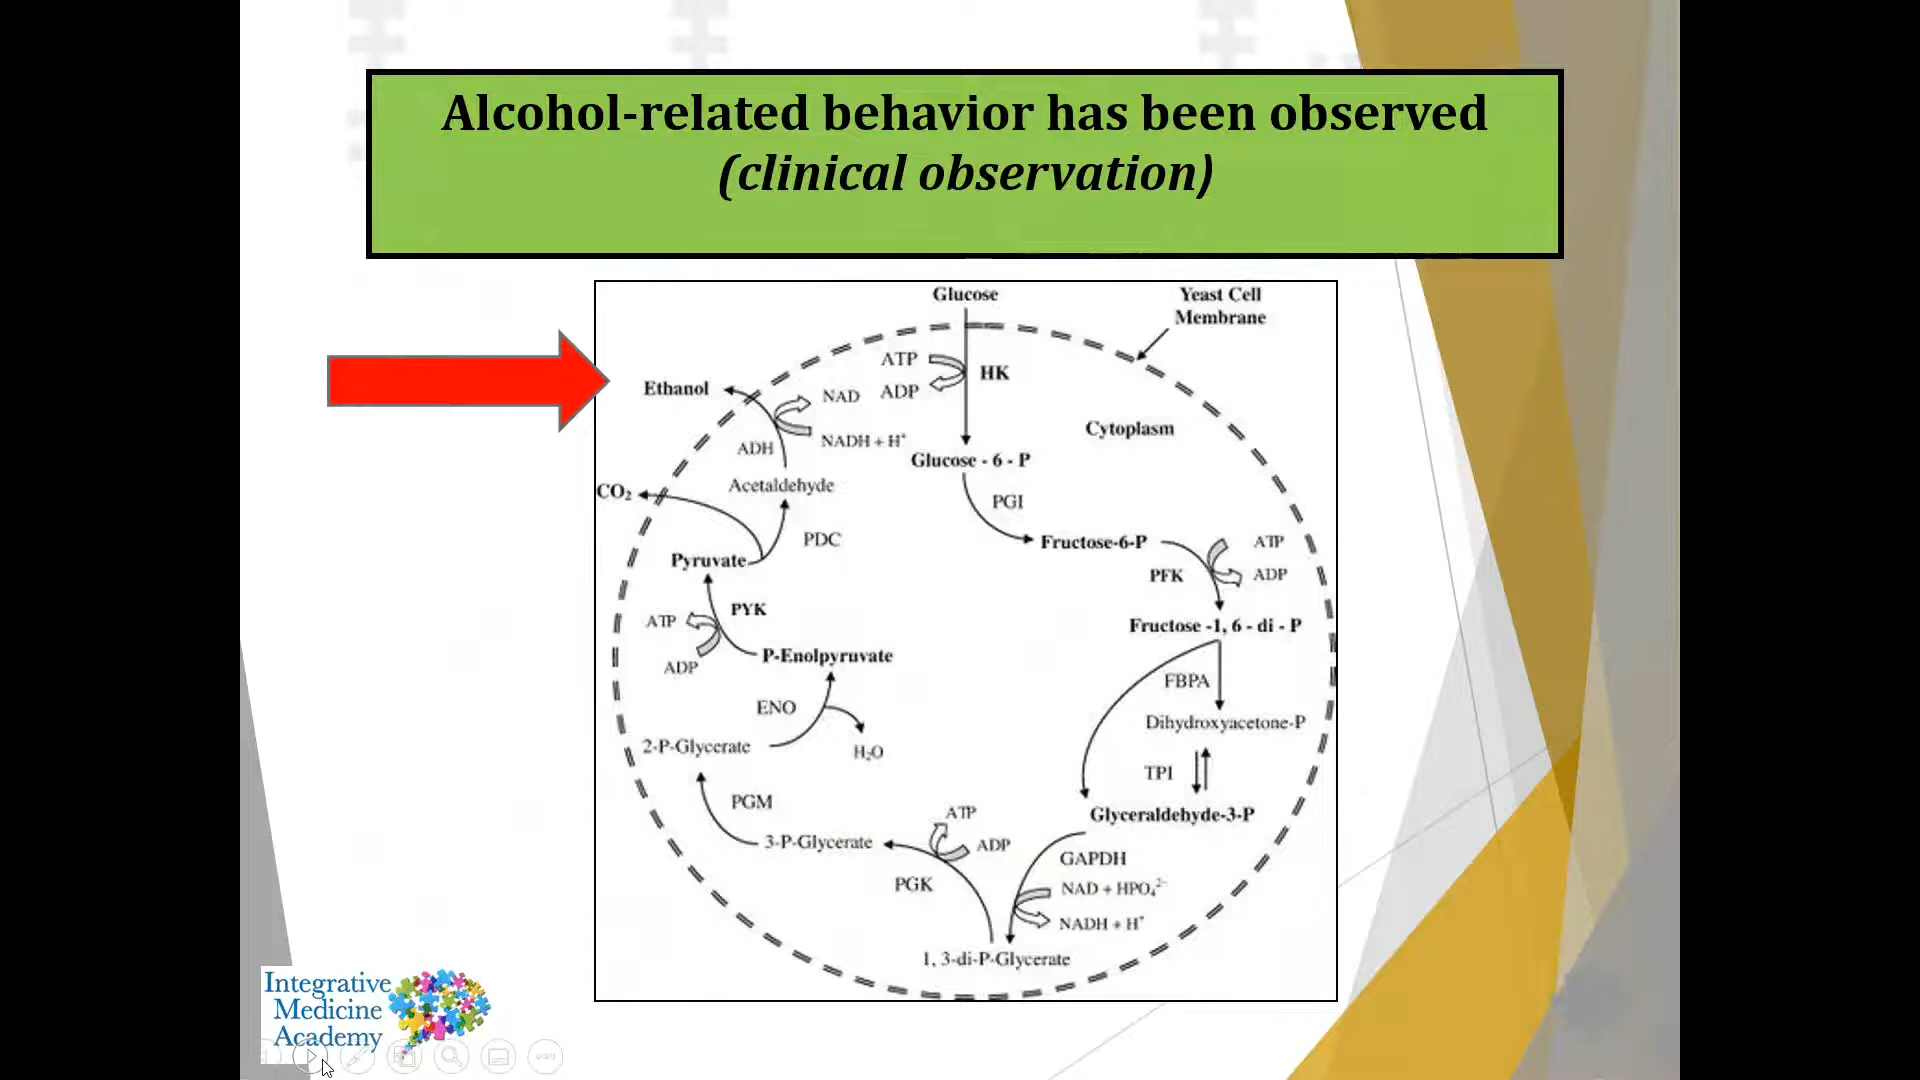 Alcohol-related behavior has been observed
(clinical observation)
Glucose
Yeast Cell
Membrane
ATP
HK
ADP
Ethanol
NAD
NADH + H⁺
ADH
Cytoplasm
Glucose - 6 - P
Acetaldehyde
CO₂
PGI
PDC
Fructose-6-P
ATP
ADP
PFK
Pyruvate
PYK
ATP
ADP
Fructose -1, 6 - di - P
P-Enolpyruvate
FBPA
ENO
Dihydroxyacetone-P
2-P-Glycerate
H₂O
TPI
PGM
Glyceraldehyde-3-P
ATP
ADP
3-P-Glycerate
GAPDH
PGK
NAD + HPO₄²⁻
NADH + H⁺
1, 3-di-P-Glycerate
Integrative
Medicine
Academy